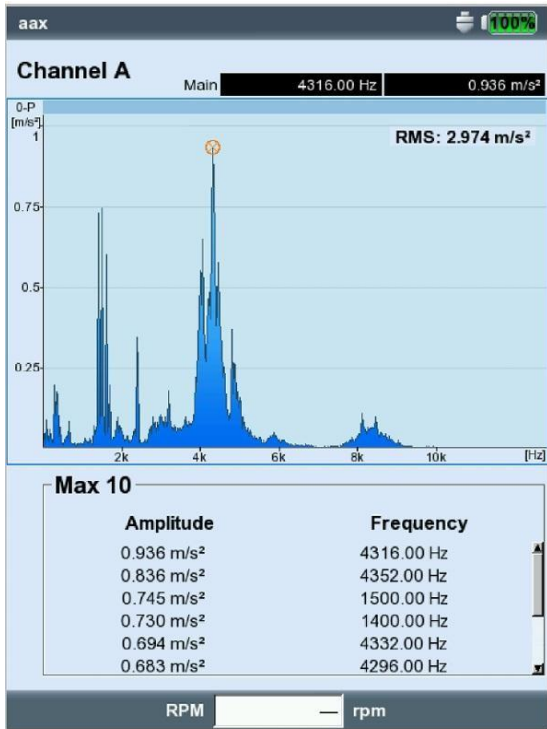 aax 100%
Channel A Main 4316.00 Hz 0.936 m/s²
0-P
[m/s²]
1
RMS: 2.974 m/s²
0.75
0.5
0.25
2k 4k 6k 8k 10k [Hz]
Max 10
Amplitude Frequency
0.936 m/s² 4316.00 Hz
0.836 m/s² 4352.00 Hz
0.745 m/s² 1500.00 Hz
0.730 m/s² 1400.00 Hz
0.694 m/s² 4332.00 Hz
0.683 m/s² 4296.00 Hz
RPM — rpm